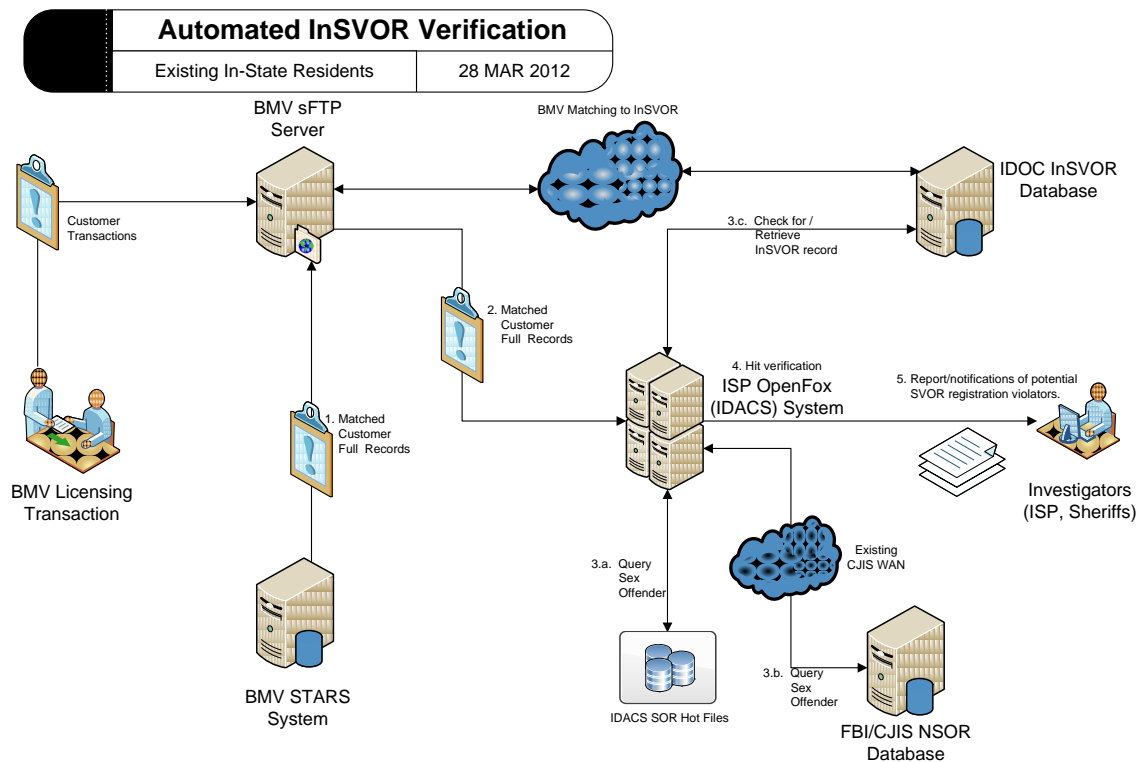 Automated InSVOR Verification
Existing In-State Residents
28 MAR 2012
BMV sFTP
Server
BMV Matching to InSVOR
IDOC InSVOR
Database
Customer
Transactions
3.c. Check for /
Retrieve
InSVOR record
2. Matched
Customer
Full Records
4. Hit verification
ISP OpenFox
(IDACS) System
5. Report/notifications of potential
SVOR registration violators.
1. Matched
Customer
Full Records
BMV Licensing
Transaction
Investigators
(ISP, Sheriffs)
Existing
CJIS WAN
3.a. Query
Sex
Offender
3.b. Query
Sex
Offender
BMV STARS
System
IDACS SOR Hot Files
FBI/CJIS NSOR
Database